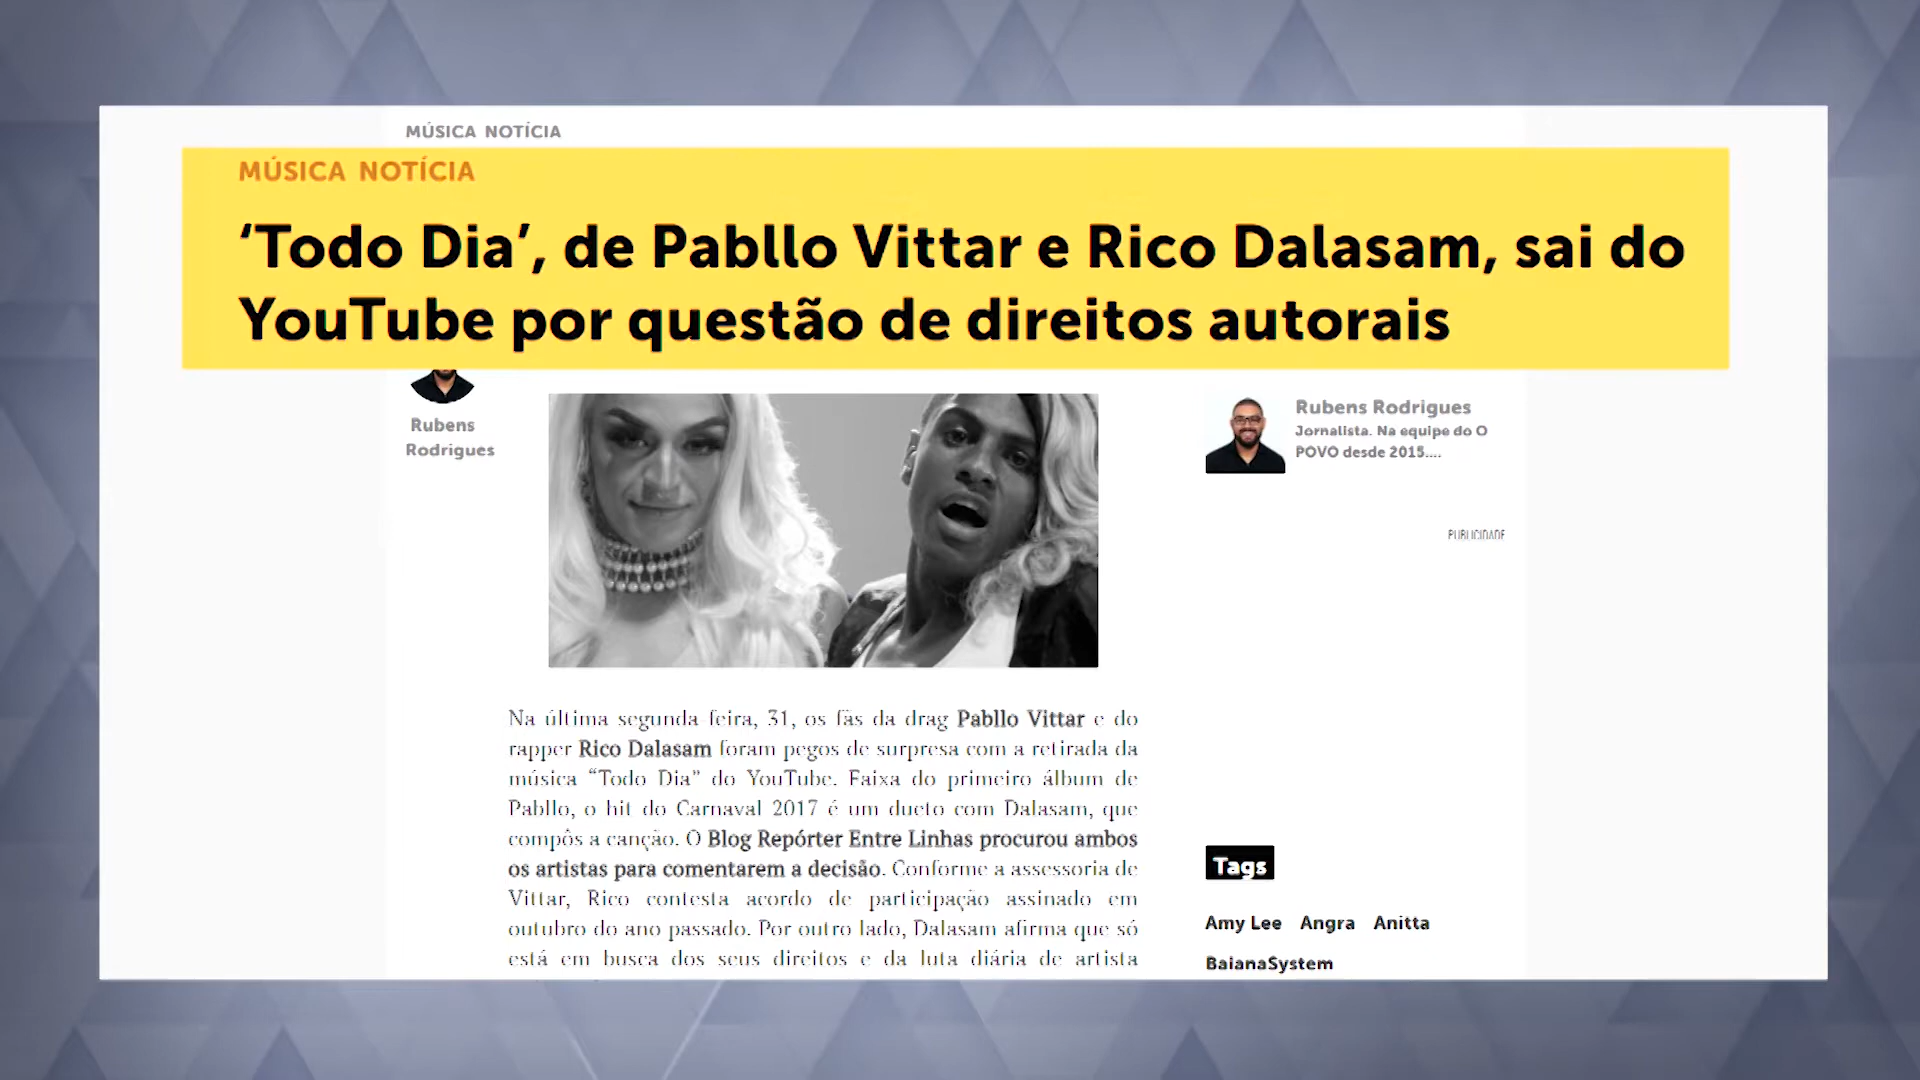 MÚSICA NOTÍCIA
MÚSICA NOTÍCIA
‘Todo Dia’, de Pabllo Vittar e Rico Dalasam, sai do
YouTube por questão de direitos autorais
Rubens
Rodrigues
Rubens Rodrigues
Jornalista. Na equipe do O
POVO desde 2015....
PUBLICIDADE
Na última segunda feira, 31, os fãs da drag Pabllo Vittar e do
rapper Rico Dalasam foram pegos de surpresa com a retirada da
música “Todo Dia” do YouTube. Faixa do primeiro álbum de
Pabllo, o hit do Carnaval 2017 é um dueto com Dalasam, que
compôs a canção. O Blog Repórter Entre Linhas procurou ambos
os artistas para comentarem a decisão. Conforme a assessoria de
Vittar, Rico contesta acordo de participação assinado em
outubro do ano passado. Por outro lado, Dalasam afirma que só
está em busca dos seus direitos e da luta diária de artista
Tags
Amy Lee Angra Anitta
BaianaSystem